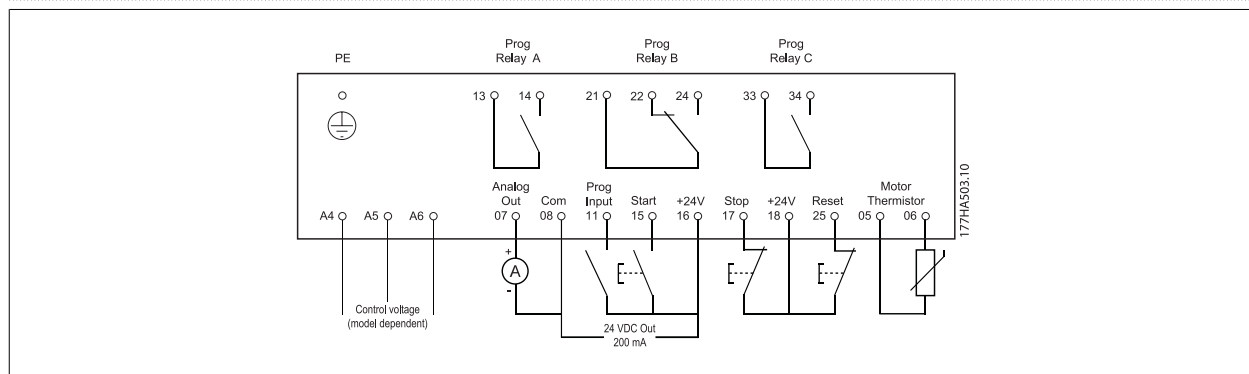 PE
Prog
Relay A
Prog
Relay B
Prog
Relay C
13 14 21 22 24 33 34
Analog
Out
Com
Prog
Input
Start
+24V
Stop
+24V
Reset
Motor
Thermistor
A4 A5 A6 07 08 11 15 16 17 18 25 05 06
+
A
-
Control voltage
(model dependent)
24 VDC Out
200 mA
177HA503.10